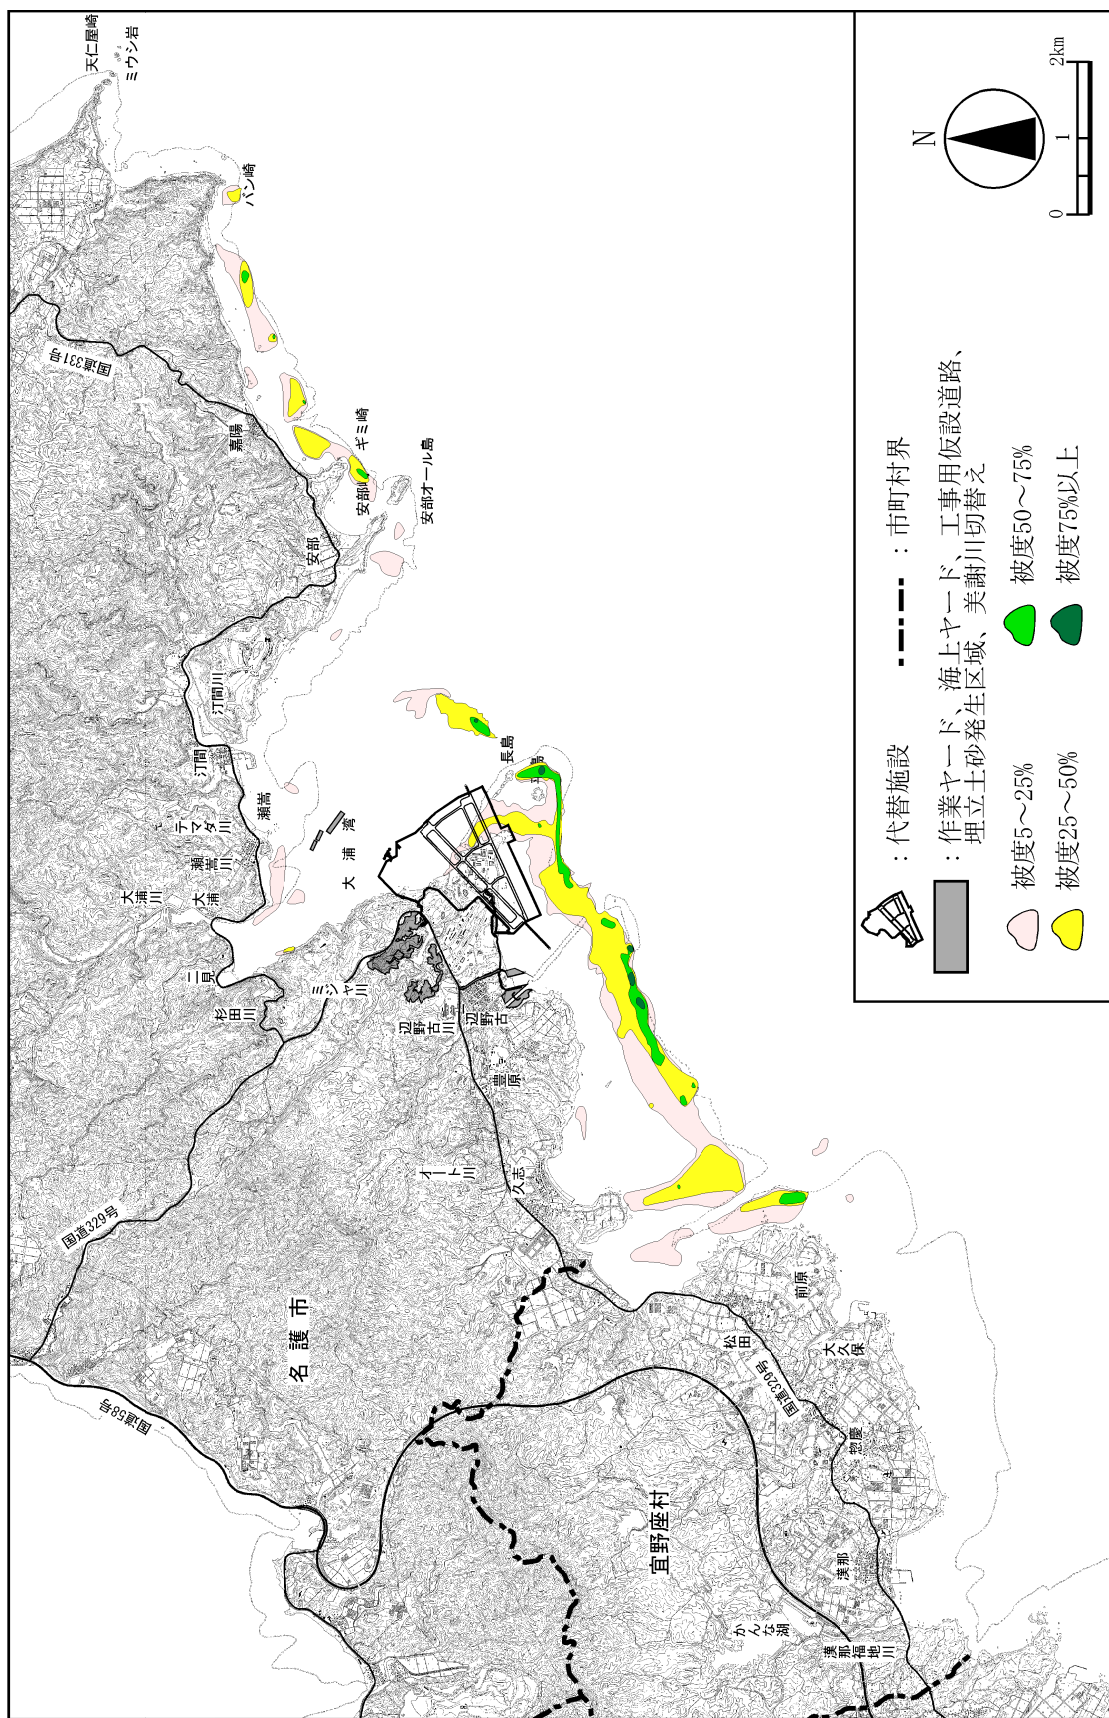 天仁屋崎
ミウシ岩
バン崎
国道331号
嘉陽
ギミ崎
安部
安部オール島
安部
汀間川
汀間
瀬嵩
テマダ川
瀬嵩川
大浦川
大浦
大浦湾
長島
二見
杉田川
ミジャ川
辺野古川
辺野古
豊原
オートガ川
久志
国道329号
名護市
国道58号
宜野座村
松田
前原
国道329号
大久保
惣慶
漢那
かんな湖
漢那福地川
N
0
1
2km
：代替施設
：市町村界
：作業ヤード、海上ヤード、工事用仮設道路、
埋立土砂発生区域、美謝川切替え
被度5～25%
被度50～75%
被度25～50%
被度75%以上